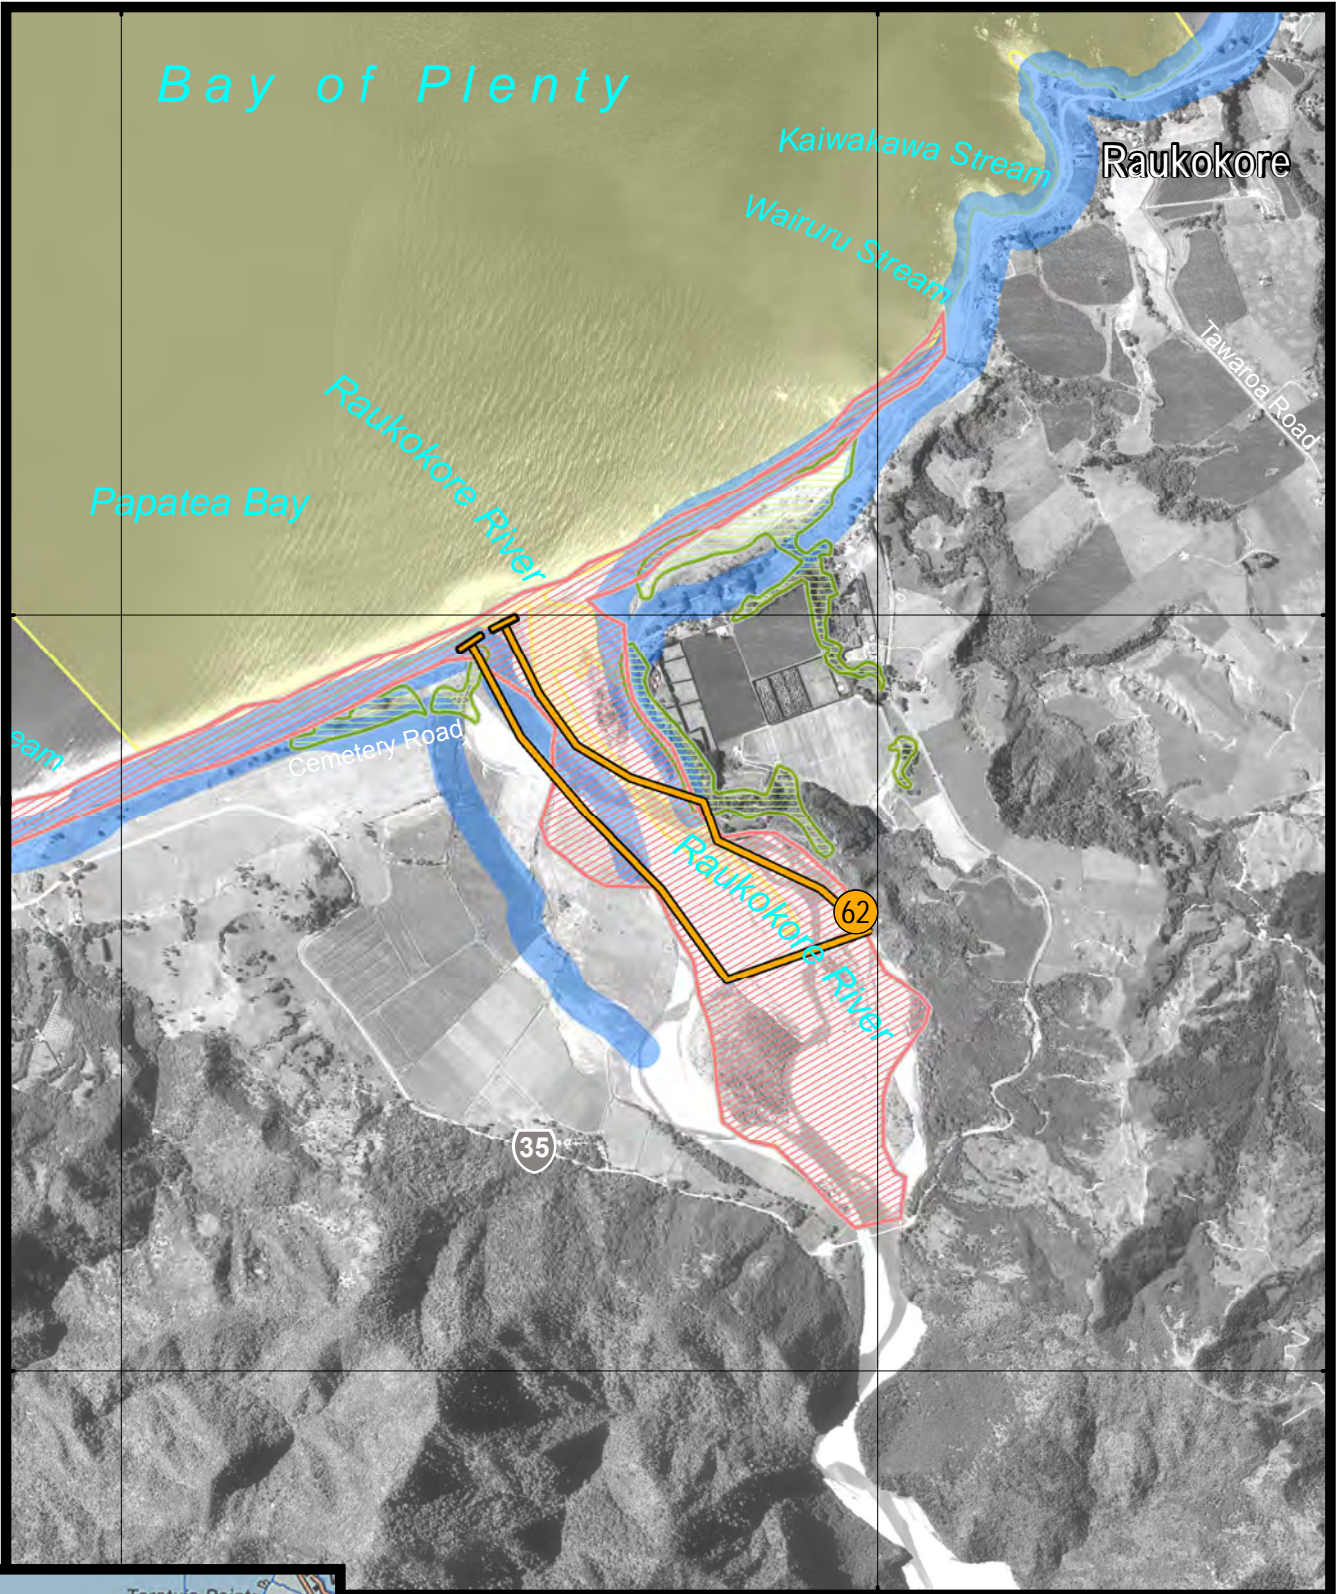 Bay of Plenty
Kaiwakawa Stream
Raukokore
Wairuru Stream
Tawaroa Road
Raukokore River
Papatea Bay
eam
Cemetery Road
Raukokore River
62
35